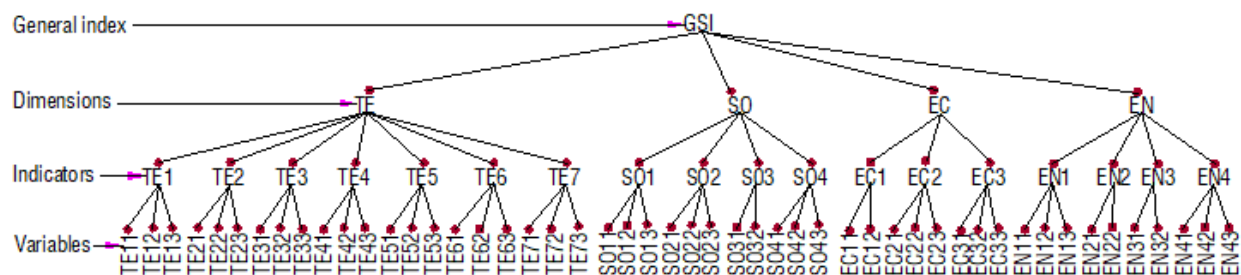 General index GSI
Dimensions TE SO EC EN
Indicators TE1 TE2 TE3 TE4 TE5 TE6 TE7 SO1 SO2 SO3 SO4 EC1 EC2 EC3 EN1 EN2 EN3 EN4
Variables TE11 TE12 TE13 TE21 TE22 TE23 TE31 TE32 TE33 TE41 TE42 TE43 TE51 TE52 TE53 TE61 TE62 TE63 TE71 TE72 TE73 SO11 SO12 SO13 SO21 SO22 SO23 SO31 SO32 SO41 SO42 SO43 EC11 EC12 EC21 EC22 EC23 EC31 EC32 EC33 EN11 EN12 EN13 EN21 EN22 EN31 EN32 EN41 EN42 EN43